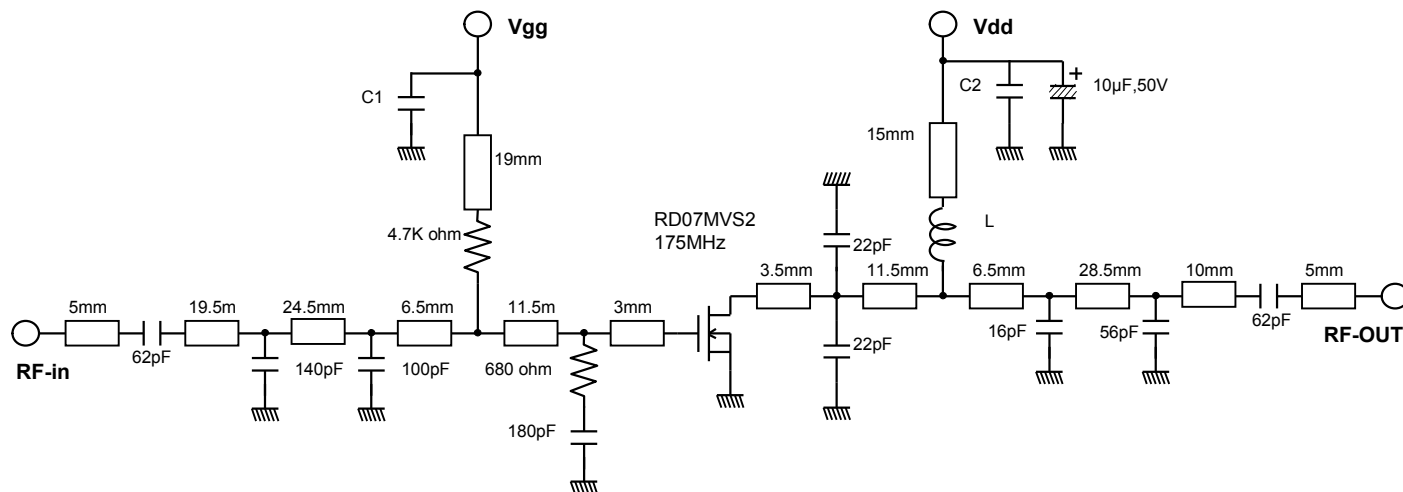 Vgg
Vdd
C1
C2
+
10µF,50V
19mm
15mm
4.7K ohm
RD07MVS2
175MHz
L
22pF
3.5mm
11.5mm
6.5mm
28.5mm
10mm
5mm
5mm
19.5m
24.5mm
6.5mm
11.5m
3mm
62pF
RF-in
140pF
100pF
680 ohm
22pF
16pF
56pF
62pF
RF-OUT
180pF